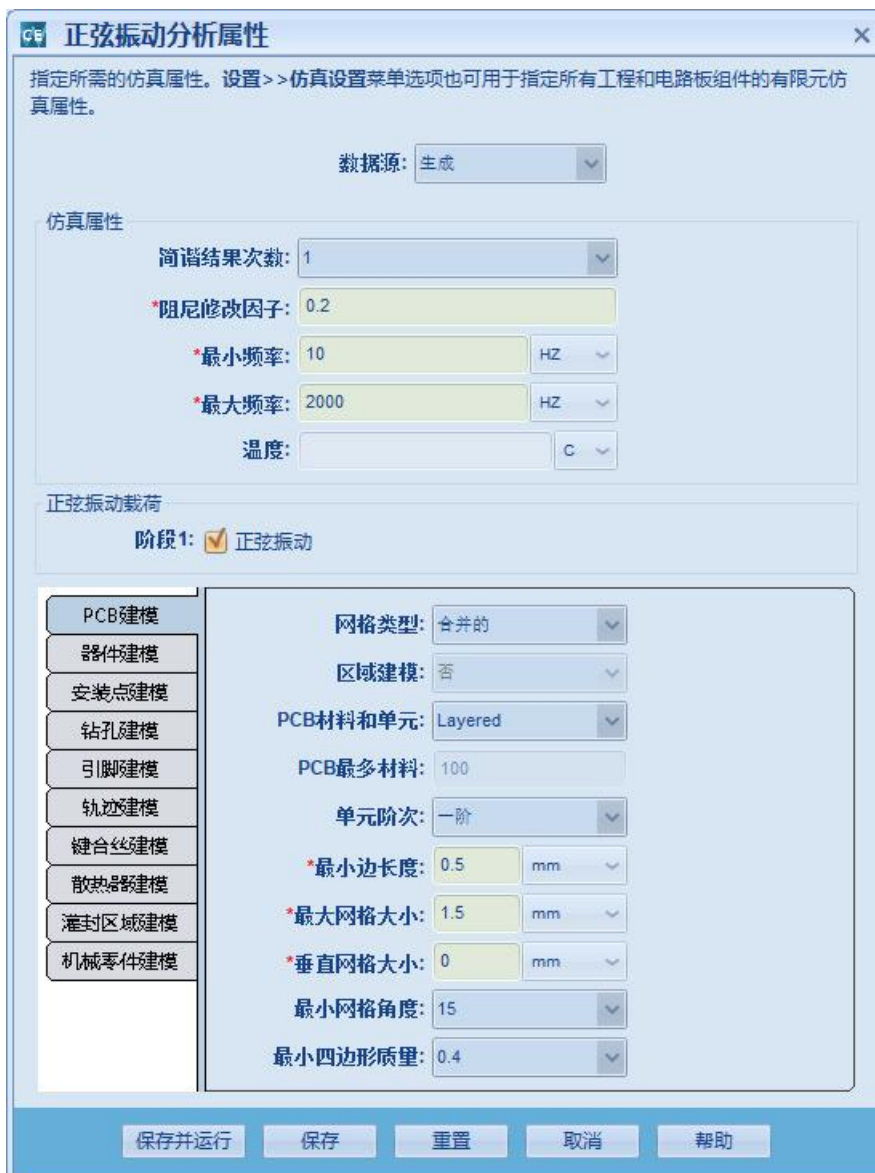 CE 正弦振动分析属性
指定所需的仿真属性。设置>>仿真设置菜单选项也可用于指定所有工程和电路板组件的有限元仿
真属性。
数据源: 生成
仿真属性
简谐结果次数: 1
*阻尼修改因子: 0.2
*最小频率: 10 HZ
*最大频率: 2000 HZ
温度: C
正弦振动载荷
阶段1: 正弦振动
PCB建模
器件建模
安装点建模
钻孔建模
引脚建模
轨迹建模
键合丝建模
散热器建模
灌封区域建模
机械零件建模
网格类型: 合并的
区域建模: 否
PCB材料和单元: Layered
PCB最多材料: 100
单元阶次: 一阶
*最小边长度: 0.5 mm
*最大网格大小: 1.5 mm
*垂直网格大小: 0 mm
最小网格角度: 15
最小四边形质量: 0.4
保存并运行 保存 重置 取消 帮助